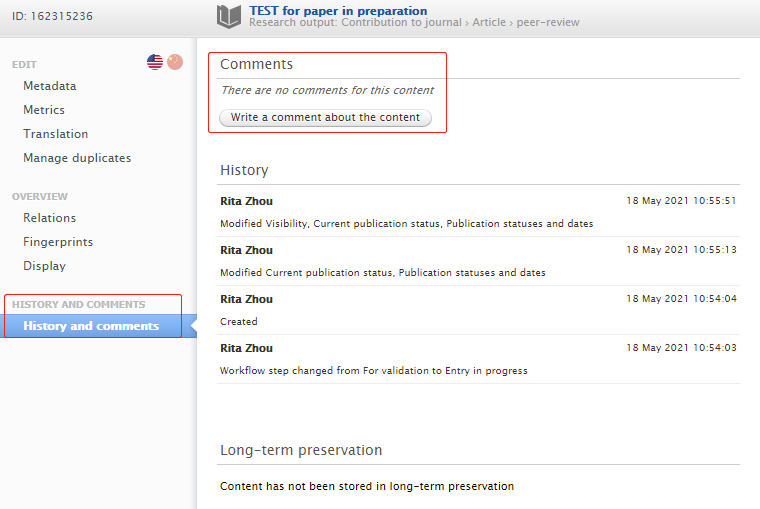 ID: 162315236
TEST for paper in preparation
Research output: Contribution to journal › Article › peer-review
EDIT
Metadata
Metrics
Translation
Manage duplicates
OVERVIEW
Relations
Fingerprints
Display
HISTORY AND COMMENTS
History and comments
Comments
There are no comments for this content
Write a comment about the content
History
Rita Zhou 18 May 2021 10:55:51
Modified Visibility, Current publication status, Publication statuses and dates
Rita Zhou 18 May 2021 10:55:13
Modified Current publication status, Publication statuses and dates
Rita Zhou 18 May 2021 10:54:04
Created
Rita Zhou 18 May 2021 10:54:03
Workflow step changed from For validation to Entry in progress
Long-term preservation
Content has not been stored in long-term preservation